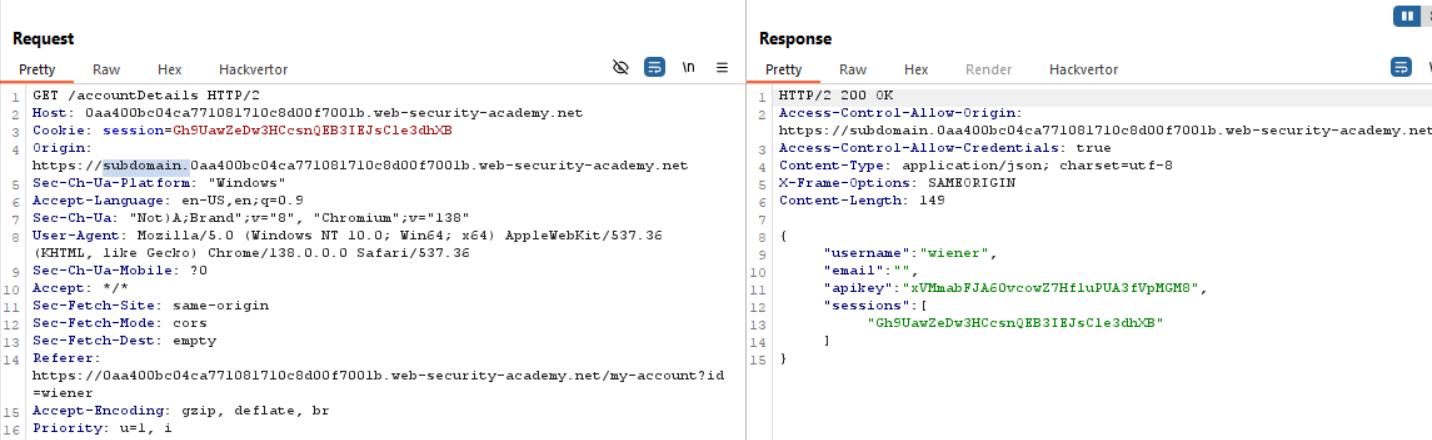 Request
Pretty Raw Hex Hackvertor \n
1 GET /accountDetails HTTP/2
2 Host: 0aa400bc04ca771081710c8d00f7001b.web-security-academy.net
3 Cookie: session=Gh9UawZeDw3HCcsnQEB3IEJsCle3dhXB
4 Origin:
https://subdomain.0aa400bc04ca771081710c8d00f7001b.web-security-academy.net
5 Sec-Ch-Ua-Platform: "Windows"
6 Accept-Language: en-US,en;q=0.9
7 Sec-Ch-Ua: "Not)A;Brand";v="8", "Chromium";v="138"
8 User-Agent: Mozilla/5.0 (Windows NT 10.0; Win64; x64) AppleWebKit/537.36
(KHTML, like Gecko) Chrome/138.0.0.0 Safari/537.36
9 Sec-Ch-Ua-Mobile: ?0
10 Accept: */*
11 Sec-Fetch-Site: same-origin
12 Sec-Fetch-Mode: cors
13 Sec-Fetch-Dest: empty
14 Referer:
https://0aa400bc04ca771081710c8d00f7001b.web-security-academy.net/my-account?id
=wiener
15 Accept-Encoding: gzip, deflate, br
16 Priority: u=1, i
Response
Pretty Raw Hex Render Hackvertor
1 HTTP/2 200 OK
2 Access-Control-Allow-Origin:
https://subdomain.0aa400bc04ca771081710c8d00f7001b.web-security-academy.net
3 Access-Control-Allow-Credentials: true
4 Content-Type: application/json; charset=utf-8
5 X-Frame-Options: SAMEORIGIN
6 Content-Length: 149
7
8 {
9 "username":"wiener",
10 "email":"",
11 "apikey":"xVMmabFJA6OvcowZ7HfluPUA3fVpMGM8",
12 "sessions":[
13 "Gh9UawZeDw3HCcsnQEB3IEJsCle3dhXB"
14 ]
15 }